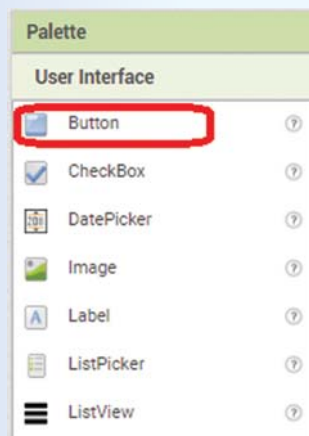 Palette
User Interface
Button
CheckBox
DatePicker
Image
Label
ListPicker
ListView